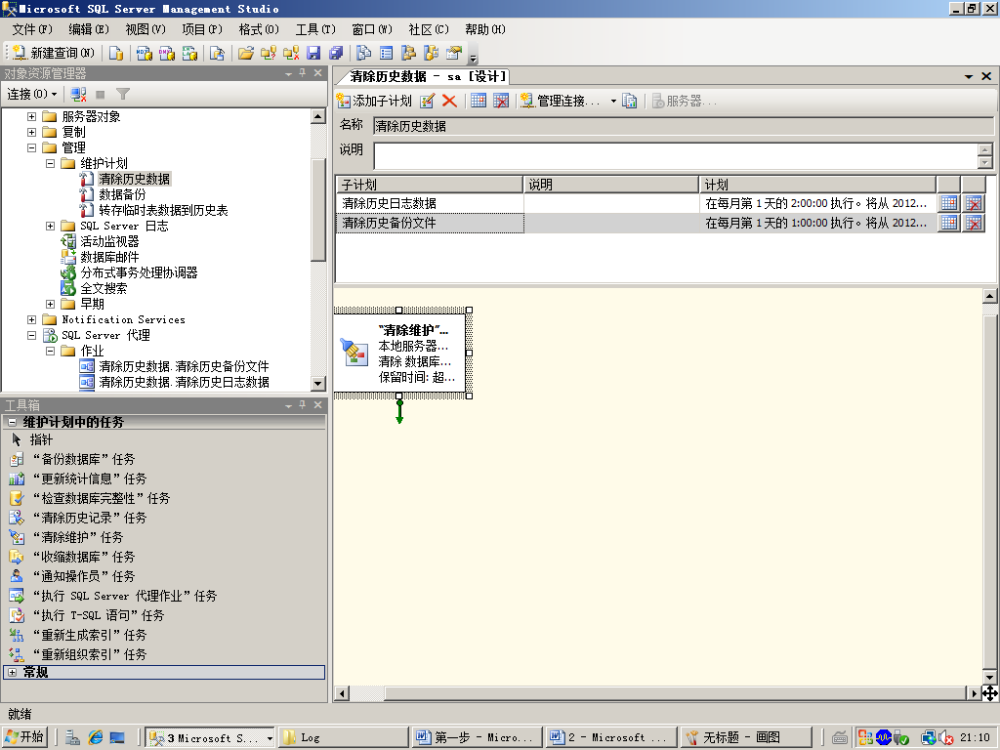 Microsoft SQL Server Management Studio
文件(F) 编辑(E) 视图(V) 项目(P) 格式(O) 工具(T) 窗口(W) 社区(C) 帮助(H)
新建查询(N)
对象资源管理器
连接(O)
服务器对象
复制
管理
维护计划
清除历史数据
数据备份
转存临时表数据到历史表
SQL Server 日志
活动监视器
数据库邮件
分布式事务处理协调器
全文搜索
早期
Notification Services
SQL Server 代理
作业
清除历史数据.清除历史备份文件
清除历史数据.清除历史日志数据
工具箱
维护计划中的任务
指针
“备份数据库”任务
“更新统计信息”任务
“检查数据库完整性”任务
“清除历史记录”任务
“清除维护”任务
“收缩数据库”任务
“通知操作员”任务
“执行 SQL Server 代理作业”任务
“执行 T-SQL 语句”任务
“重新生成索引”任务
“重新组织索引”任务
常规
清除历史数据 - sa [设计]
添加子计划 管理连接... 服务器...
名称 清除历史数据
说明
子计划 说明 计划
清除历史日志数据 在每月第 1 天的 2:00:00 执行。将从 2012...
清除历史备份文件 在每月第 1 天的 1:00:00 执行。将从 2012...
“清除维护”...
本地服务器...
清除 数据库...
保留时间: 超...
就绪
开始 3 Microsoft S... Log 第一步 - Micro... 2 - Microsoft ... 无标题 - 画图 21:10